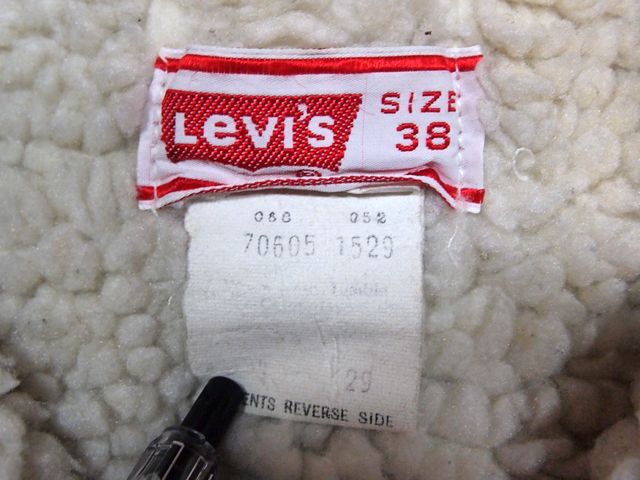 Levi's
®
SIZE
38
068 052
70605 1529
29
ENTS REVERSE SIDE